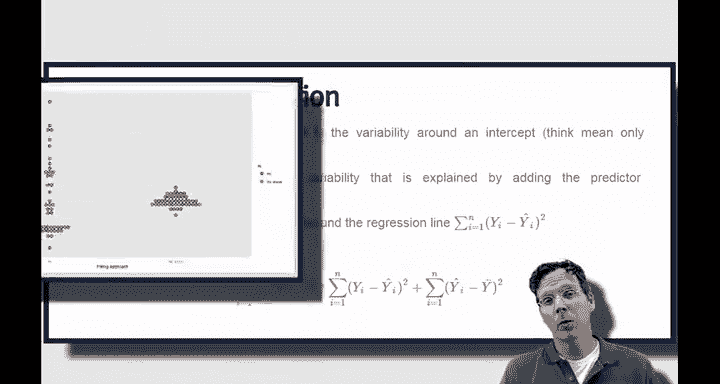 ion
the variability around an intercept (think mean only
ability that is explained by adding the predictor
und the regression line $\sum_{i=1}^{n}(Y_i - \hat{Y}_i)^2$
$\sum_{i=1}^{n}(Y_i - \hat{Y}_i)^2 + \sum_{i=1}^{n}(\hat{Y}_i - \bar{Y})^2$